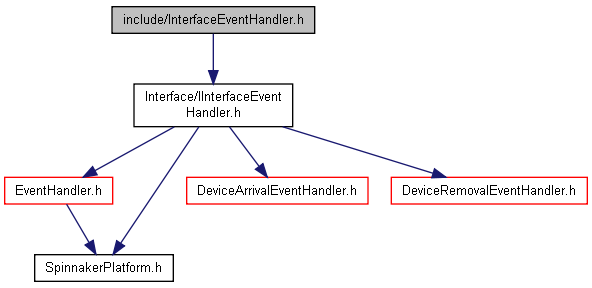 include/InterfaceEventHandler.h
Interface/IInterfaceEvent
Handler.h
EventHandler.h
DeviceArrivalEventHandler.h
DeviceRemovalEventHandler.h
SpinnakerPlatform.h